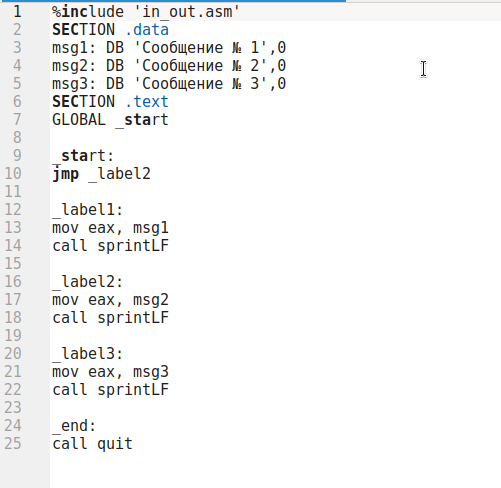 1 %include 'in_out.asm'
2 SECTION .data
3 msg1: DB 'Сообщение № 1',0
4 msg2: DB 'Сообщение № 2',0
5 msg3: DB 'Сообщение № 3',0
6 SECTION .text
7 GLOBAL _start
8
9 _start:
10 jmp _label2
11
12 _label1:
13 mov eax, msg1
14 call sprintLF
15
16 _label2:
17 mov eax, msg2
18 call sprintLF
19
20 _label3:
21 mov eax, msg3
22 call sprintLF
23
24 _end:
25 call quit